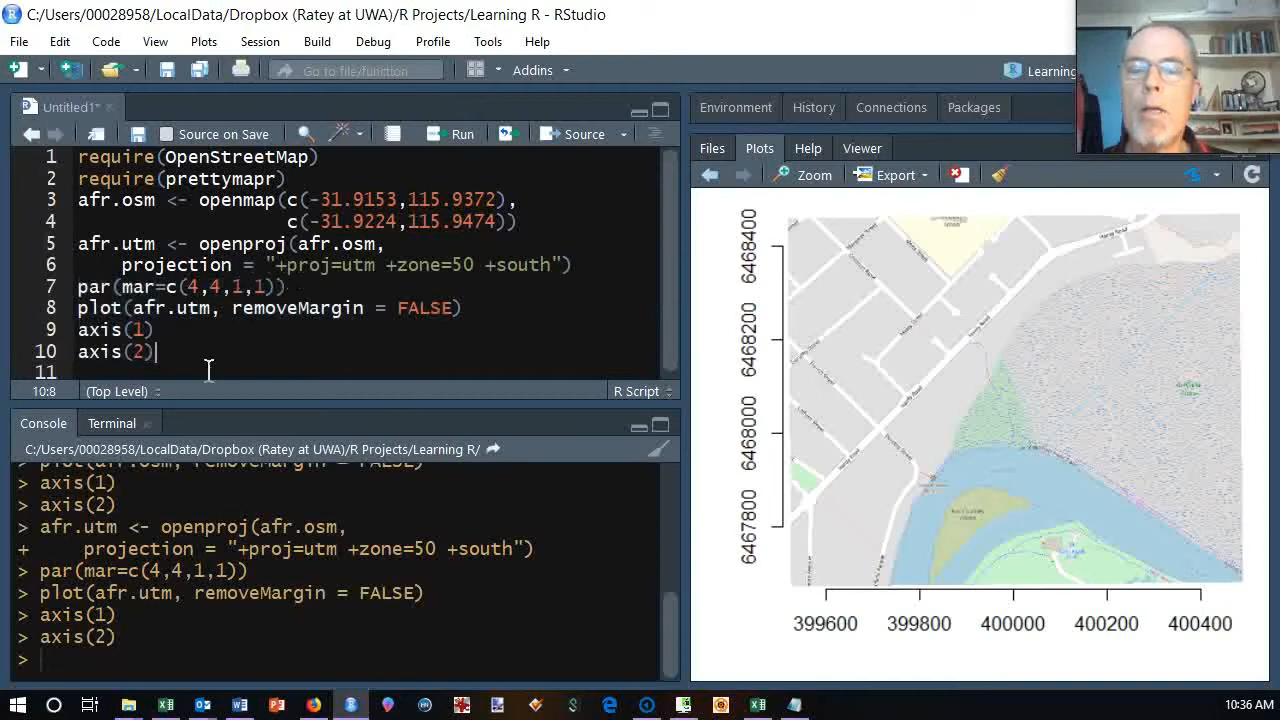 C:/Users/00028958/LocalData/Dropbox (Ratey at UWA)/R Projects/Learning R - RStudio
File Edit Code View Plots Session Build Debug Profile Tools Help
Go to file/function Addins Learning
Untitled1*
Source on Save Run Source
1 require(OpenStreetMap)
2 require(prettymapr)
3 afr.osm <- openmap(c(-31.9153,115.9372),
4 c(-31.9224,115.9474))
5 afr.utm <- openproj(afr.osm,
6 projection = "+proj=utm +zone=50 +south")
7 par(mar=c(4,4,1,1))
8 plot(afr.utm, removeMargin = FALSE)
9 axis(1)
10 axis(2)
11
10:8 (Top Level) R Script
Console Terminal
C:/Users/00028958/LocalData/Dropbox (Ratey at UWA)/R Projects/Learning R/
> plot(afr.osm, removeMargin = FALSE)
> axis(1)
> axis(2)
> afr.utm <- openproj(afr.osm,
+ projection = "+proj=utm +zone=50 +south")
> par(mar=c(4,4,1,1))
> plot(afr.utm, removeMargin = FALSE)
> axis(1)
> axis(2)
>
Environment History Connections Packages
Files Plots Help Viewer
Zoom Export
6468400
6468200
6468000
6467800
399600 399800 400000 400200 400400
10:36 AM